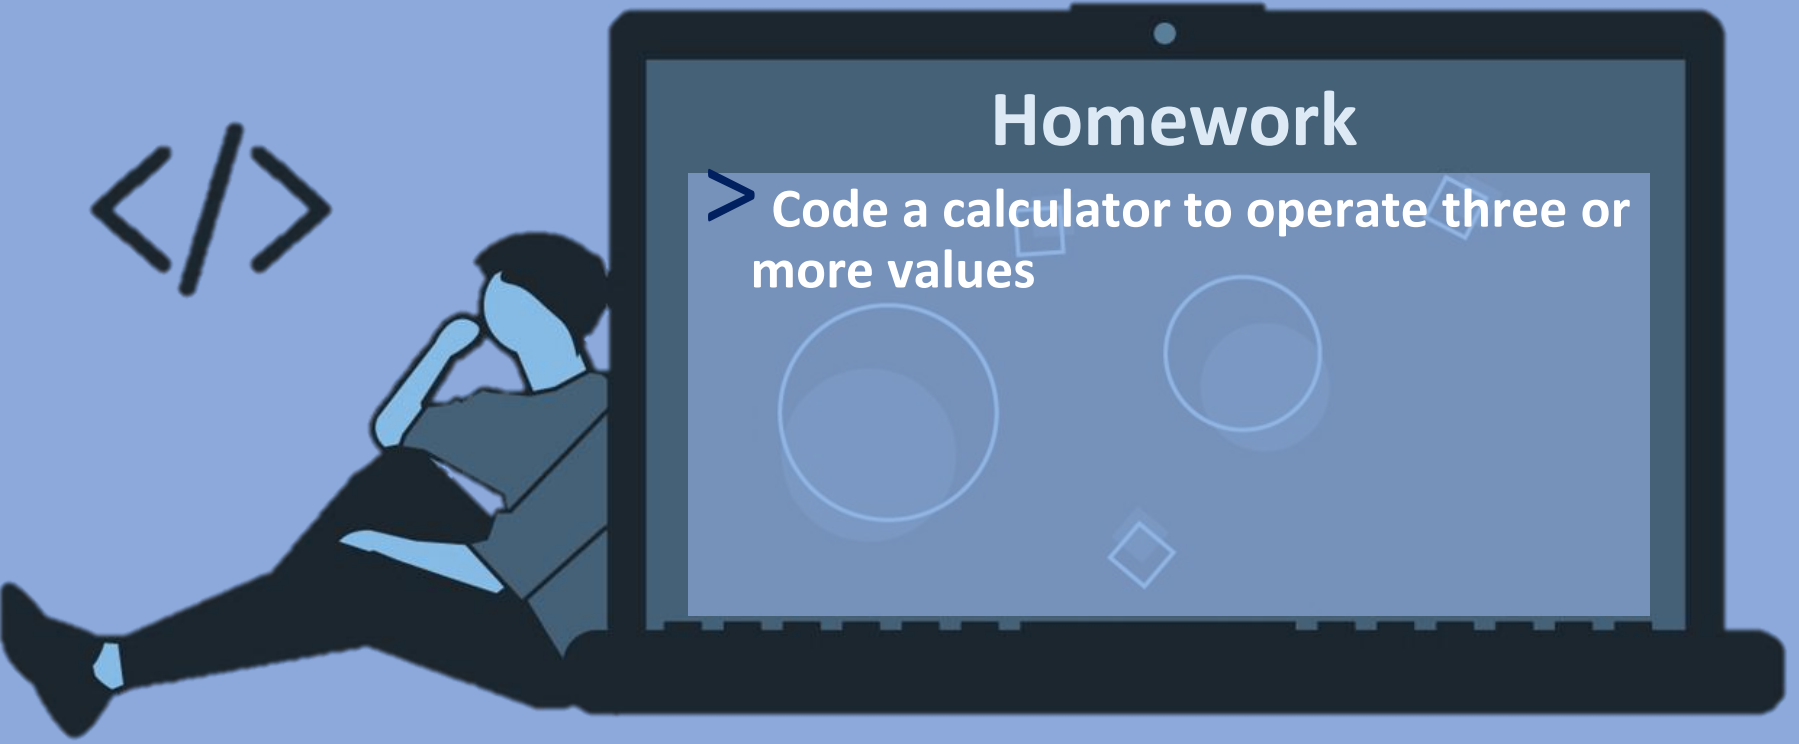 Homework
> Code a calculator to operate three or
more values